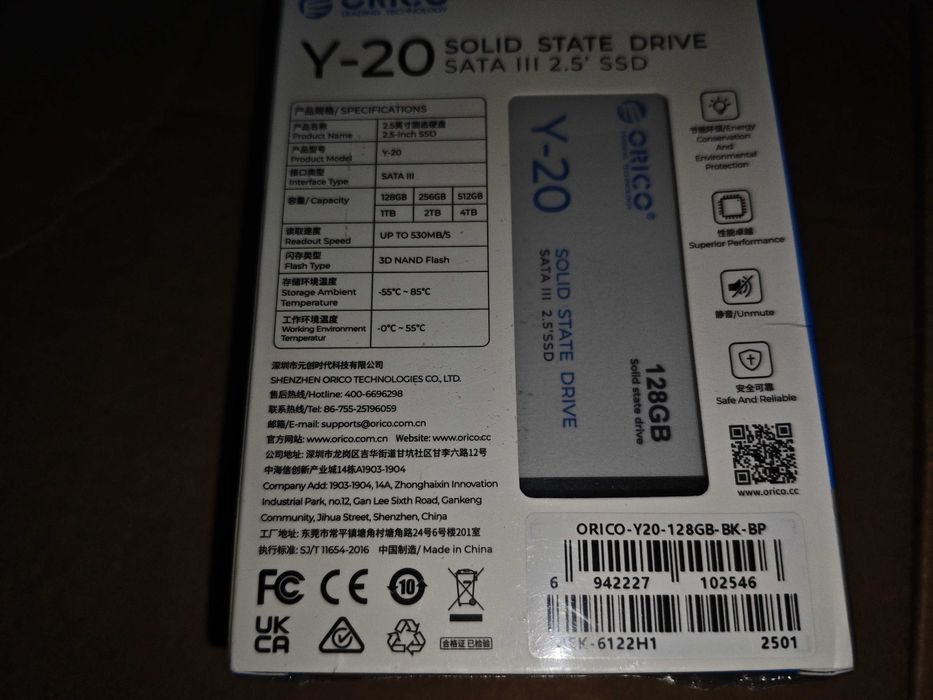 ORICO
TRADING TECHNOLOGY
Y-20 SOLID STATE DRIVE
SATA III 2.5' SSD
产品规格/ SPECIFICATIONS
产品名称
Product Name
2.5英寸固态硬盘
2.5-Inch SSD
产品型号
Product Model
Y-20
接口类型
Interface Type
SATA III
容量/ Capacity
128GB 256GB 512GB
1TB 2TB 4TB
读取速度
Readout Speed
UP TO 530MB/S
闪存类型
Flash Type
3D NAND Flash
存储环境温度
Storage Ambient
Temperature
-55°C ~ 85°C
工作环境温度
Working Environment
Temperatur
-0°C ~ 55°C
深圳市元创时代科技有限公司
SHENZHEN ORICO TECHNOLOGIES CO., LTD.
售后热线/Hotline: 400-6696298
联系热线/Tel: 86-755-25196059
邮箱/E-mail: supports@orico.com.cn
官方网站: www.orico.com.cn Website: www.orico.cc
公司地址: 深圳市龙岗区吉华街道甘坑社区甘李六路12号
中海信创新产业城14栋A1903-1904
Company Add: 1903-1904, 14A, Zhonghaixin Innovation
Industrial Park, no.12, Gan Lee Sixth Road, Gankeng
Community, Jihua Street, Shenzhen, China
工厂地址: 东莞市常平镇塘角村塘角路24号6号楼201室
执行标准: SJ/T 11654-2016 中国制造/ Made in China
FC CE 10
UK
CA
合格证 已检验
ORICO®
Y-20
SOLID STATE DRIVE
SATA III 2.5'SSD
128GB
Solid state drive
节能环保/Energy
Conservation
And
Environmental
Protection
性能卓越
Superior Performance
静音/Unmute
安全可靠
Safe And Reliable
www.orico.cc
ORICO-Y20-128GB-BK-BP
6 942227 102546
K-6122H1 2501